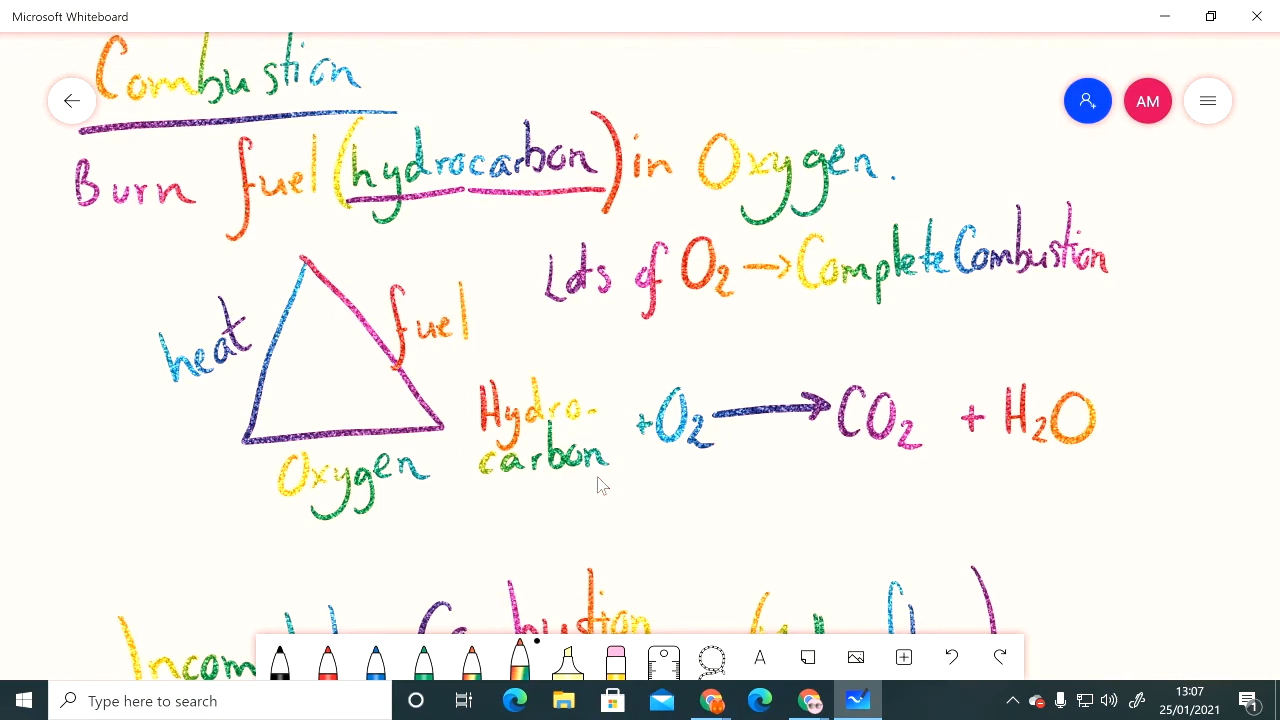 Microsoft Whiteboard
Combustion
AM
Burn fuel (hydrocarbon) in Oxygen.
Lots of O2 → Complete Combustion
heat
fuel
Hydro-
carbon
+O2 → CO2 + H2O
Oxygen
Type here to search
13:07
25/01/2021
1